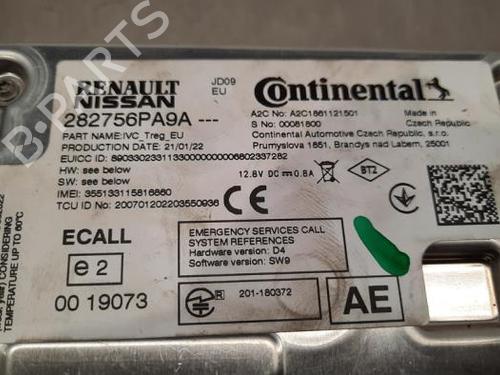 RENAULT
NISSAN
JD09
EU
Continental
282756PA9A ---
A2C No: A2C1861121501
S No: 00081800
Made in
Czech Republic
PART NAME:IVC_Treg_EU
PRODUCTION DATE: 21/01/22
Continental Automotive Czech Republic, s.r.o.
Prumyslova 1851, Brandys nad Labem, 25001
EUICC ID:
HW: see below
SW: see below
12.8V DC 0.8A
BT2
IMEI: 355133115816860
TCU ID No: 200701202203550936
CE
ECALL
e2
00 19073
EMERGENCY SERVICES CALL
SYSTEM REFERENCES
Hardware version: D4
Software version: SW9
201-180372
AE
CONSIDERING
TEMPERATURE UP TO 60°C
B-PARTS